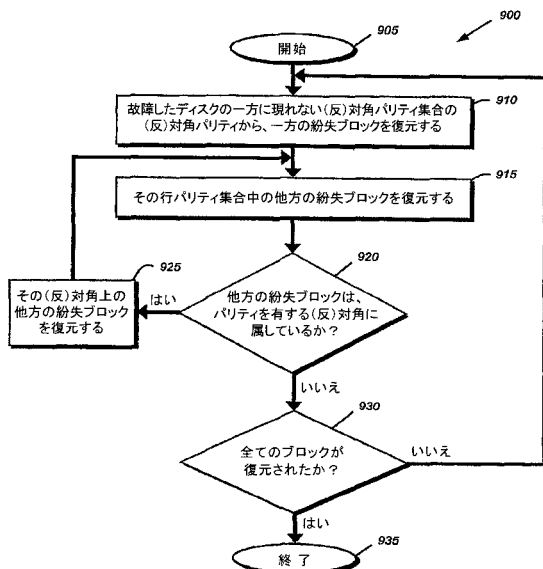 900
開始
905
故障したディスクの一方に現れない(反)対角パリティ集合の
(反)対角パリティから、一方の紛失ブロックを復元する
910
その行パリティ集合中の他方の紛失ブロックを復元する
915
他方の紛失ブロックは、
パリティを有する(反)対角に
属しているか?
920
はい
その(反)対角上の
他方の紛失ブロック
を復元する
925
いいえ
全てのブロックが
復元されたか?
930
いいえ
はい
終了
935